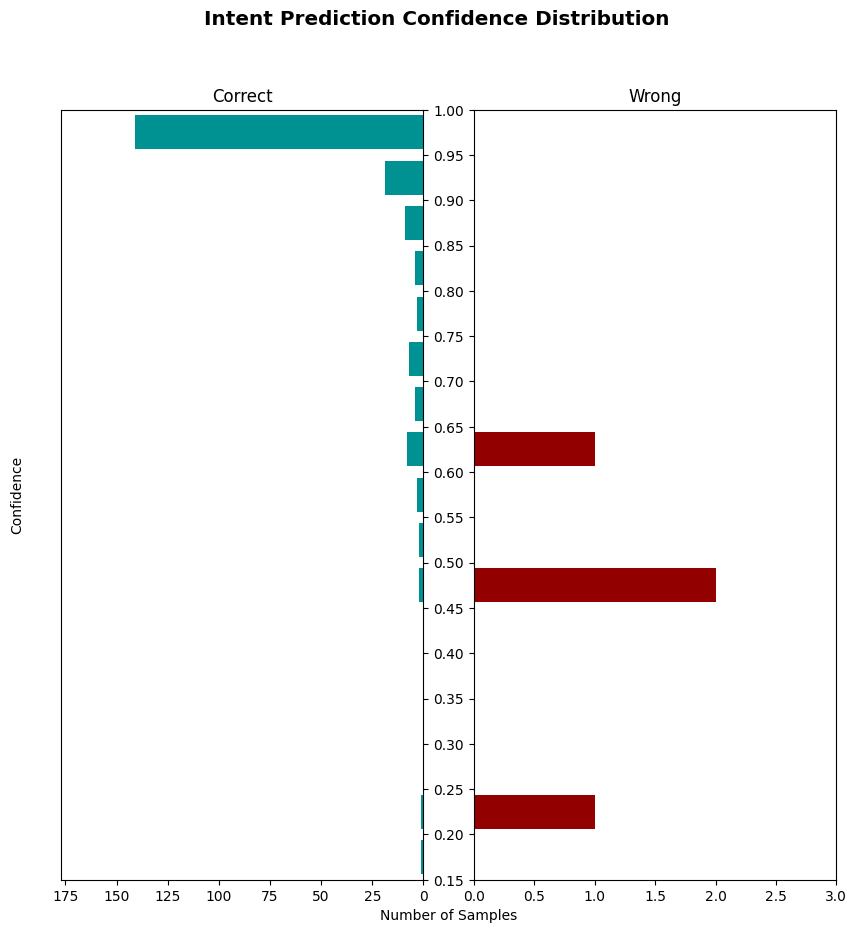 Intent Prediction Confidence Distribution
Correct
Wrong
1.00
0.95
0.90
0.85
0.80
0.75
0.70
0.65
0.60
0.55
0.50
0.45
0.40
0.35
0.30
0.25
0.20
0.15
Confidence
175 150 125 100 75 50 25 0
0.0 0.5 1.0 1.5 2.0 2.5 3.0
Number of Samples